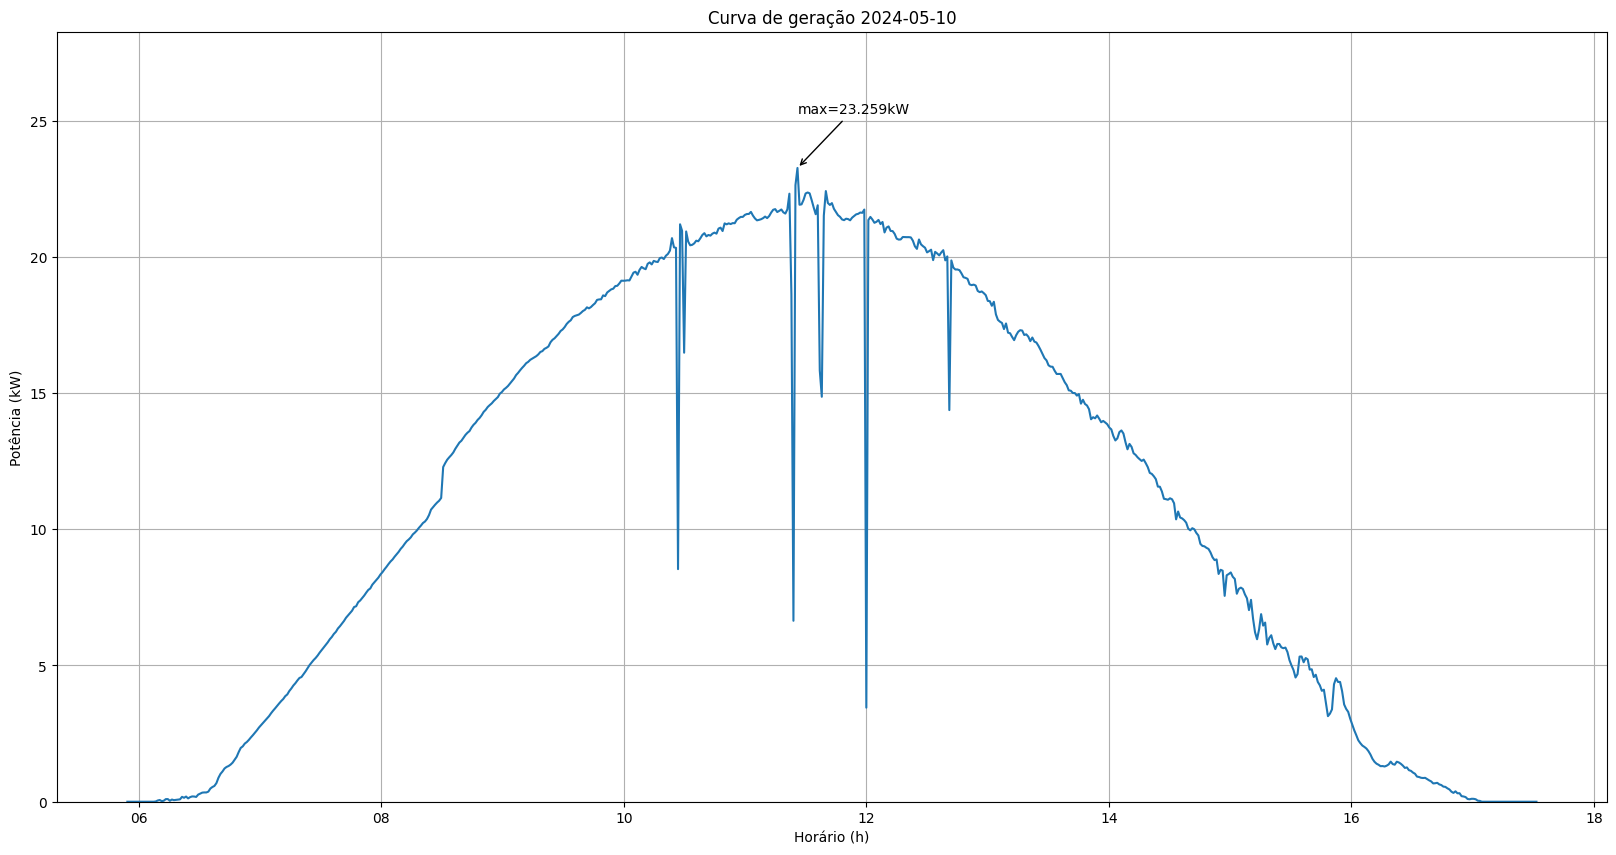 Curva de geração 2024-05-10
max=23.259kW
25
20
15
10
5
0
Potência (kW)
06 08 10 12 14 16 18
Horário (h)